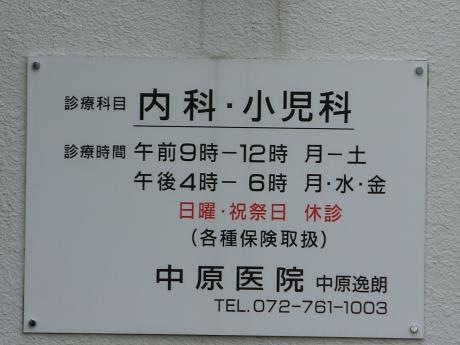 診療科目 内科・小児科
診療時間 午前9時－12時 月－土
午後4時－ 6時 月・水・金
日曜・祝祭日 休診
(各種保険取扱)
中原医院 中原逸朗
TEL.072-761-1003